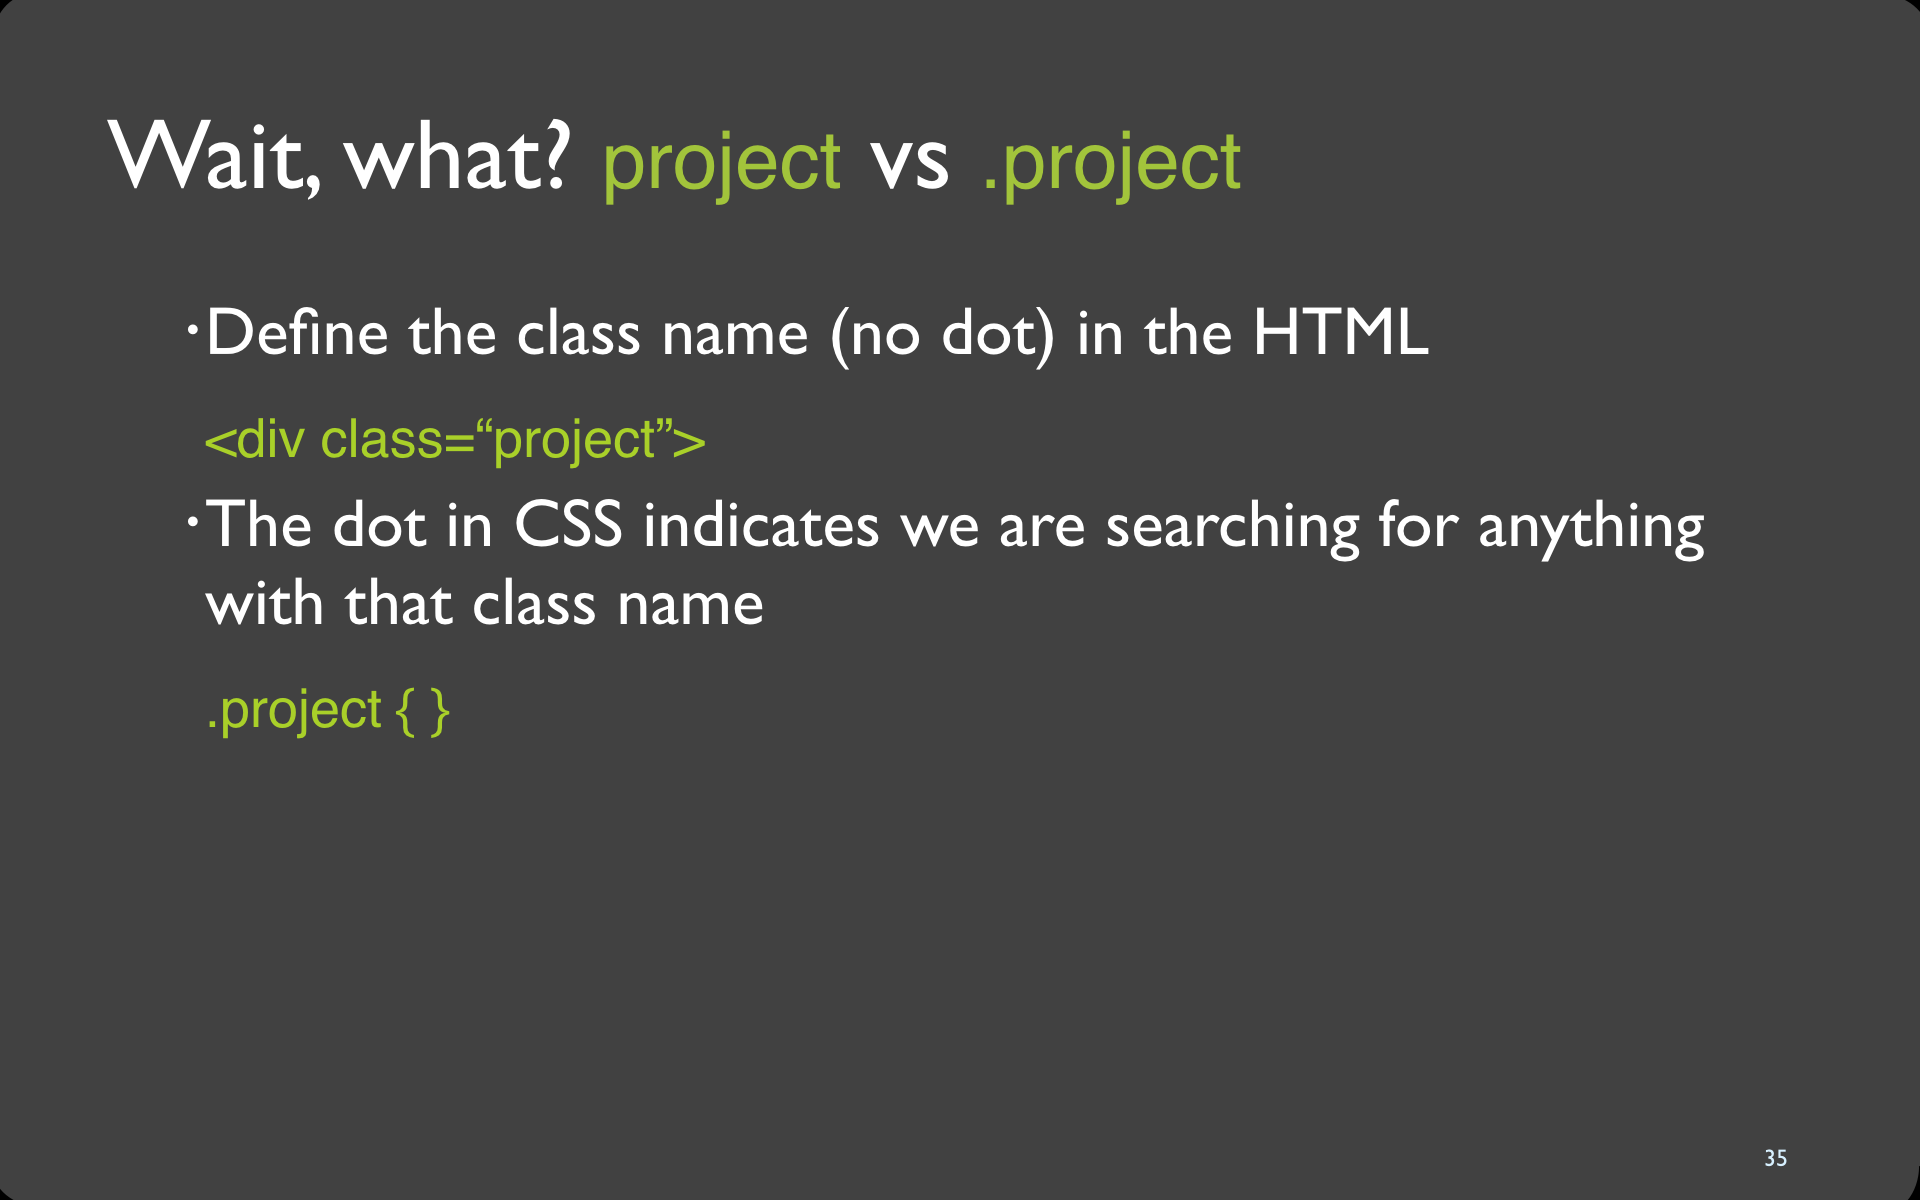 Wait, what? project vs .project
•Define the class name (no dot) in the HTML
<div class=“project”>
•The dot in CSS indicates we are searching for anything
with that class name
.project { }
35